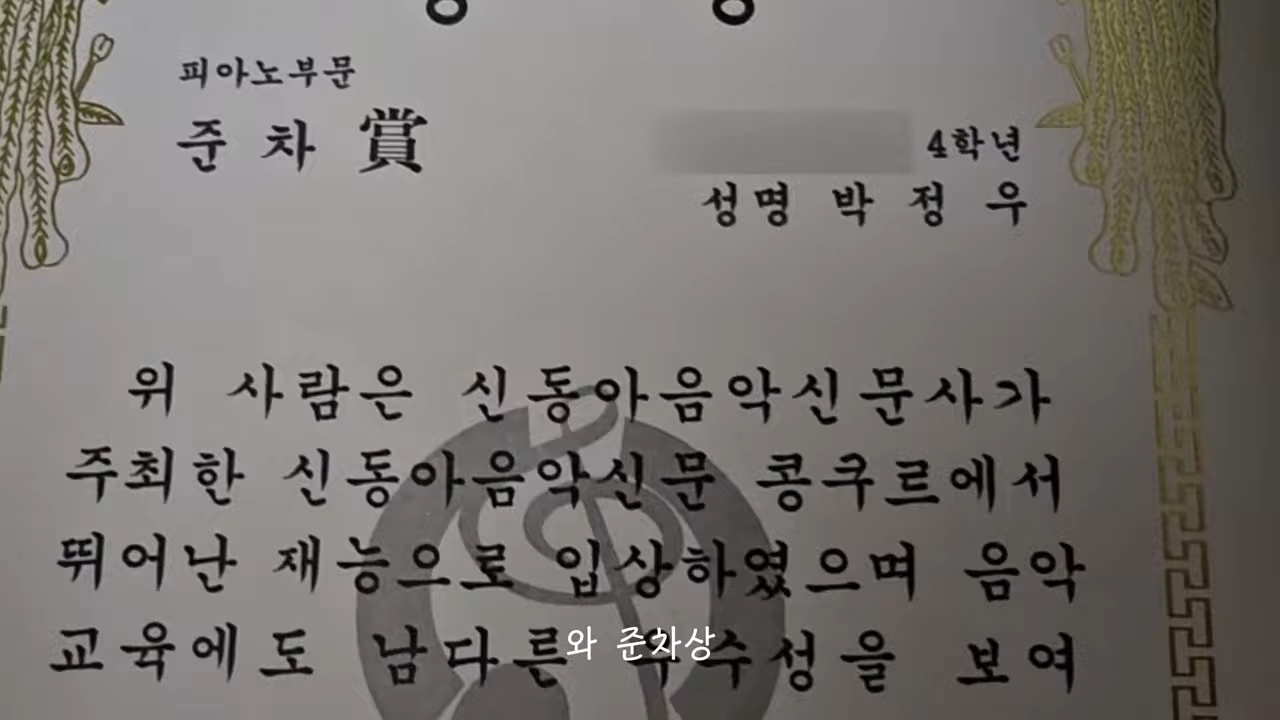 피아노부문
준 차 賞
4학년
성명 박 정 우
위 사람은 신동아음악신문사가
주최한 신동아음악신문 콩쿠르에서
뛰어난 재능으로 입상하였으며 음악
교육에도 남다른 우수성을 보여
와 준차상